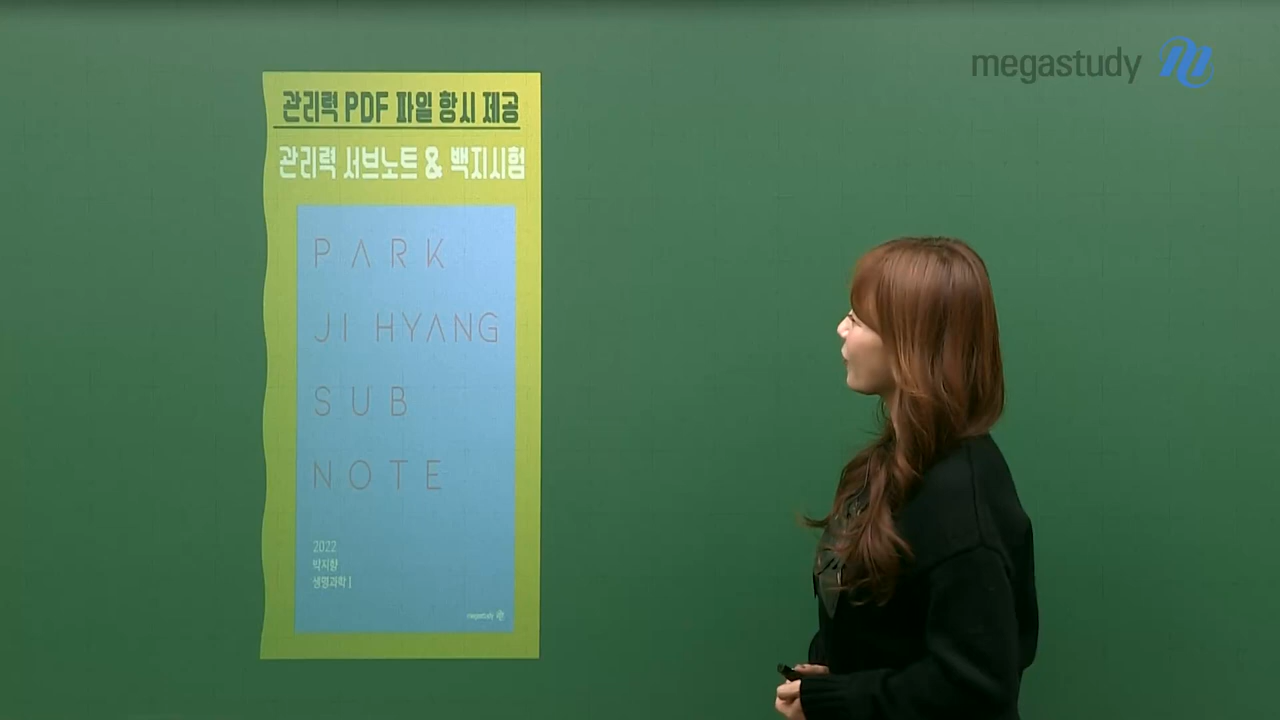 megastudy
관리력 PDF 파일 항시 제공
관리력 서브노트 & 백지시험
PARK
JI HYANG
SUB
NOTE
2022
박지향
생명과학 I
megastudy